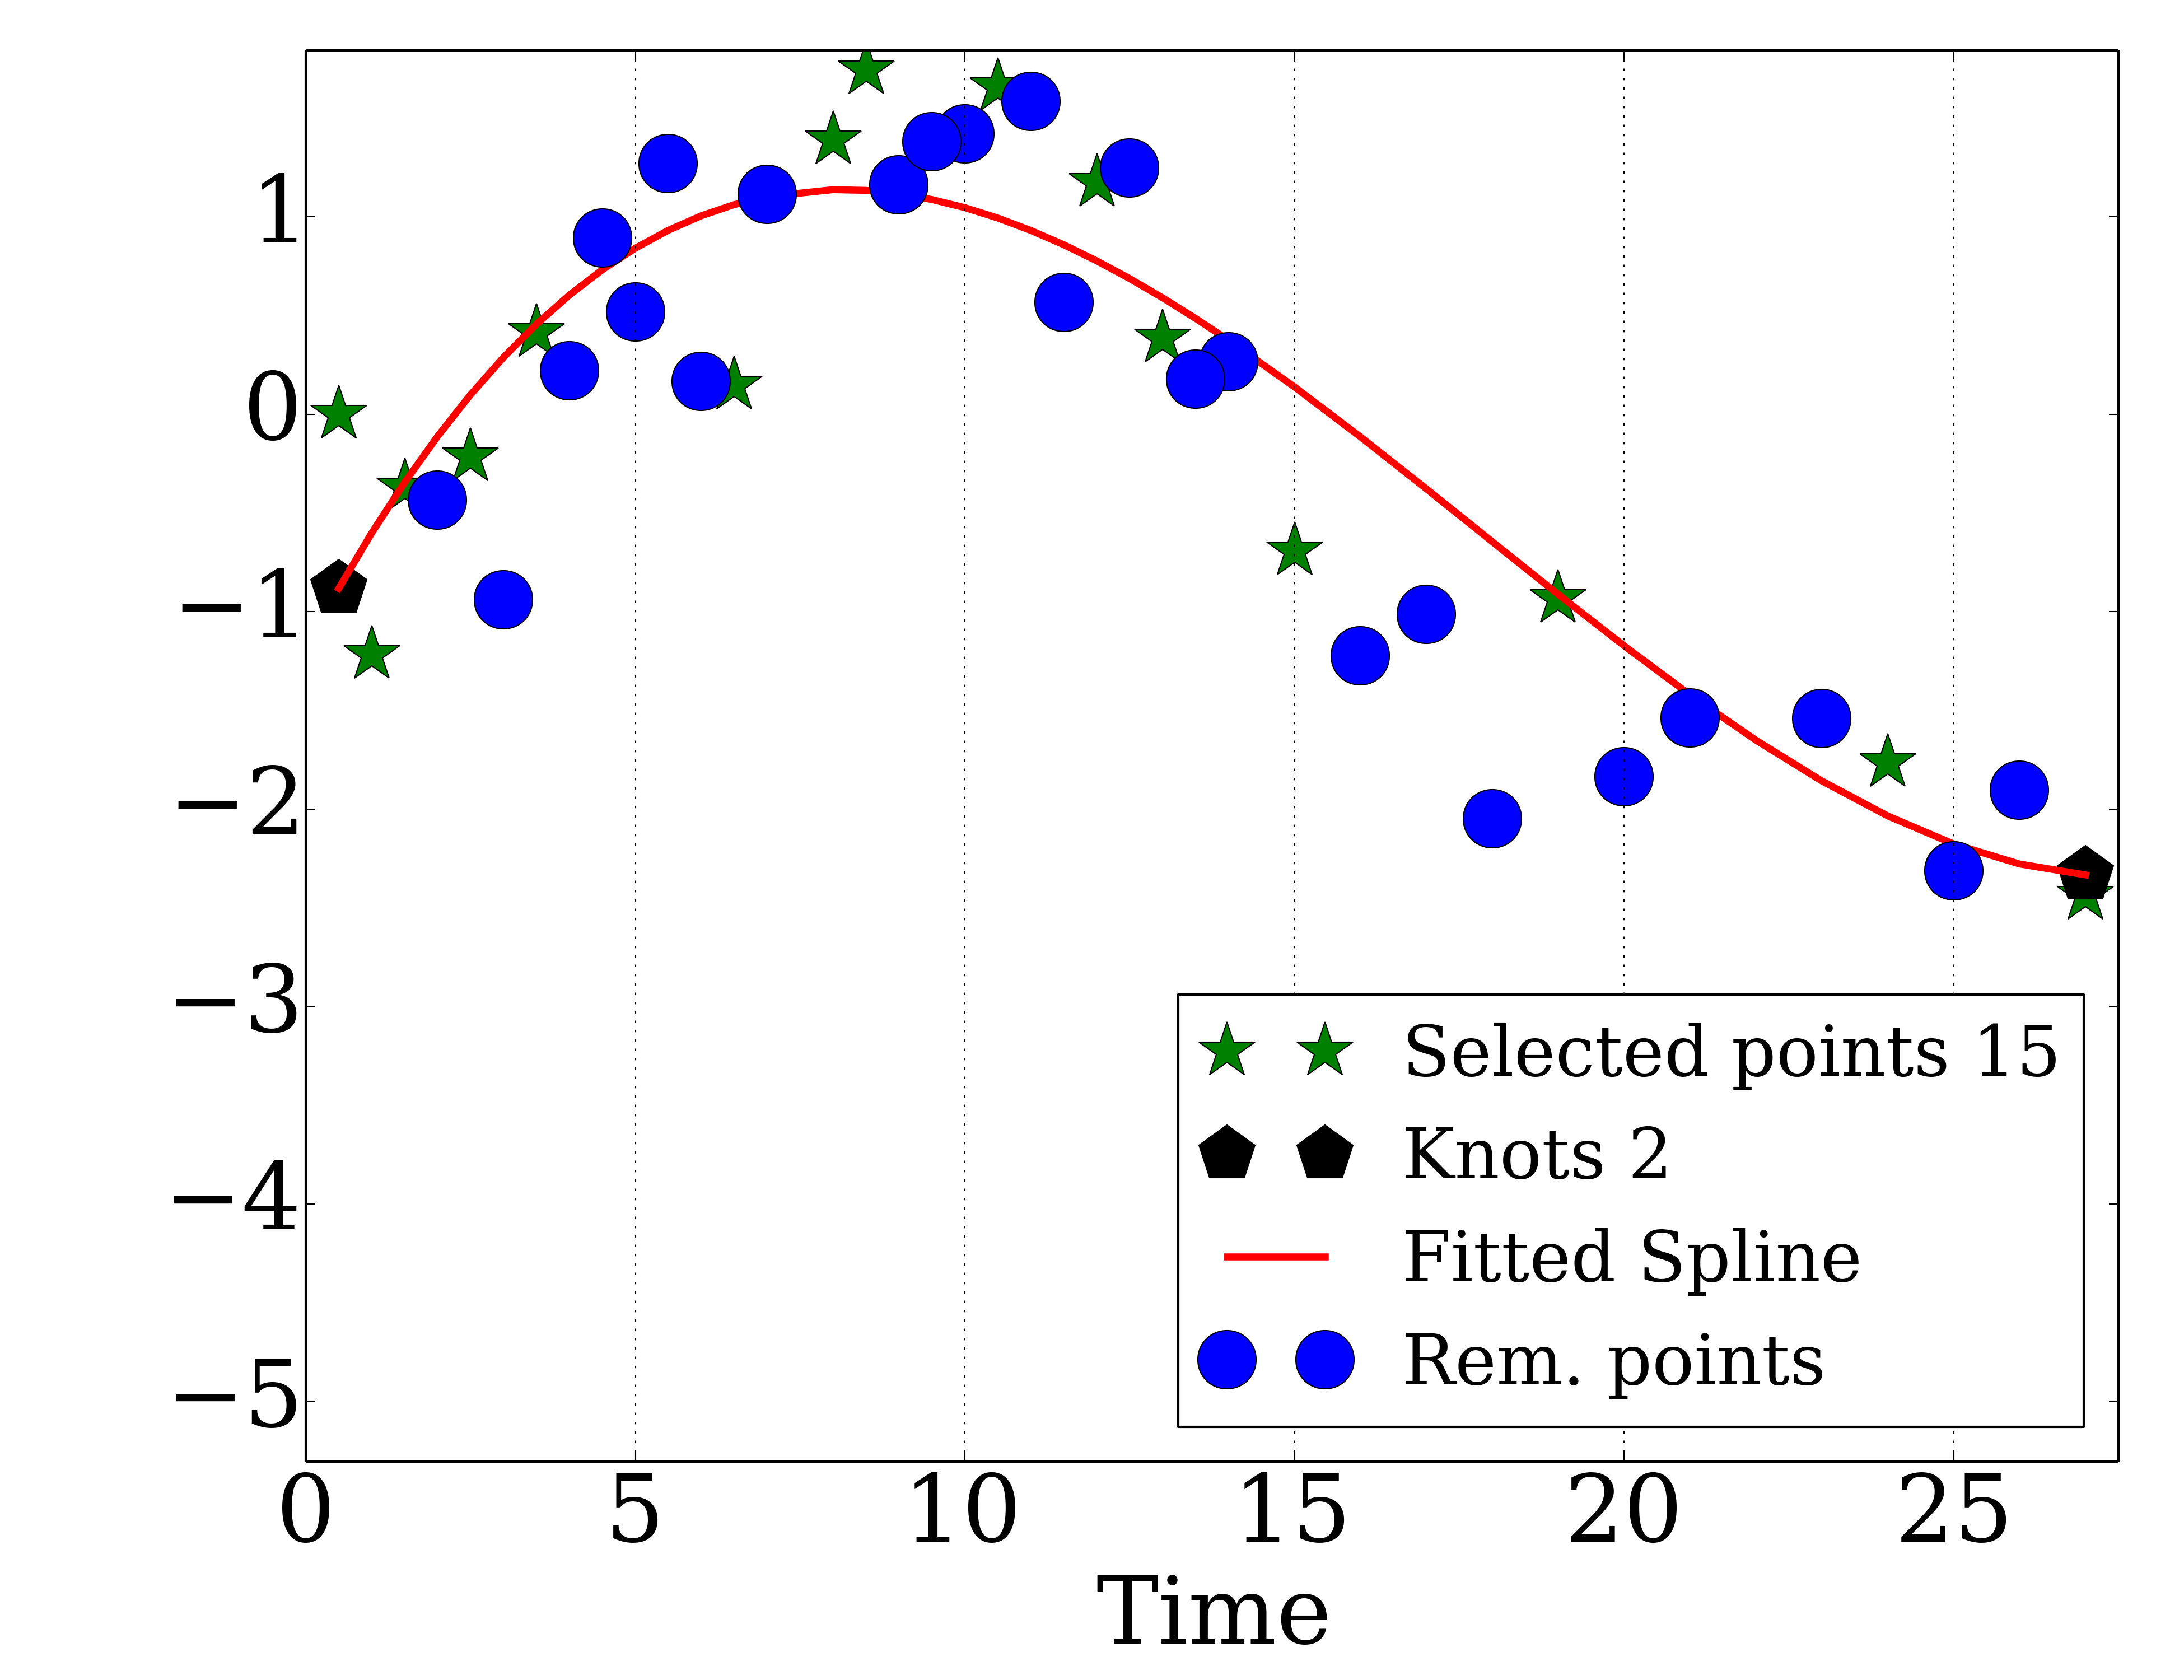 1
0
−1
−2
−3
−4
−5
Selected points 15
Knots 2
Fitted Spline
Rem. points
0 5 10 15 20 25
Time